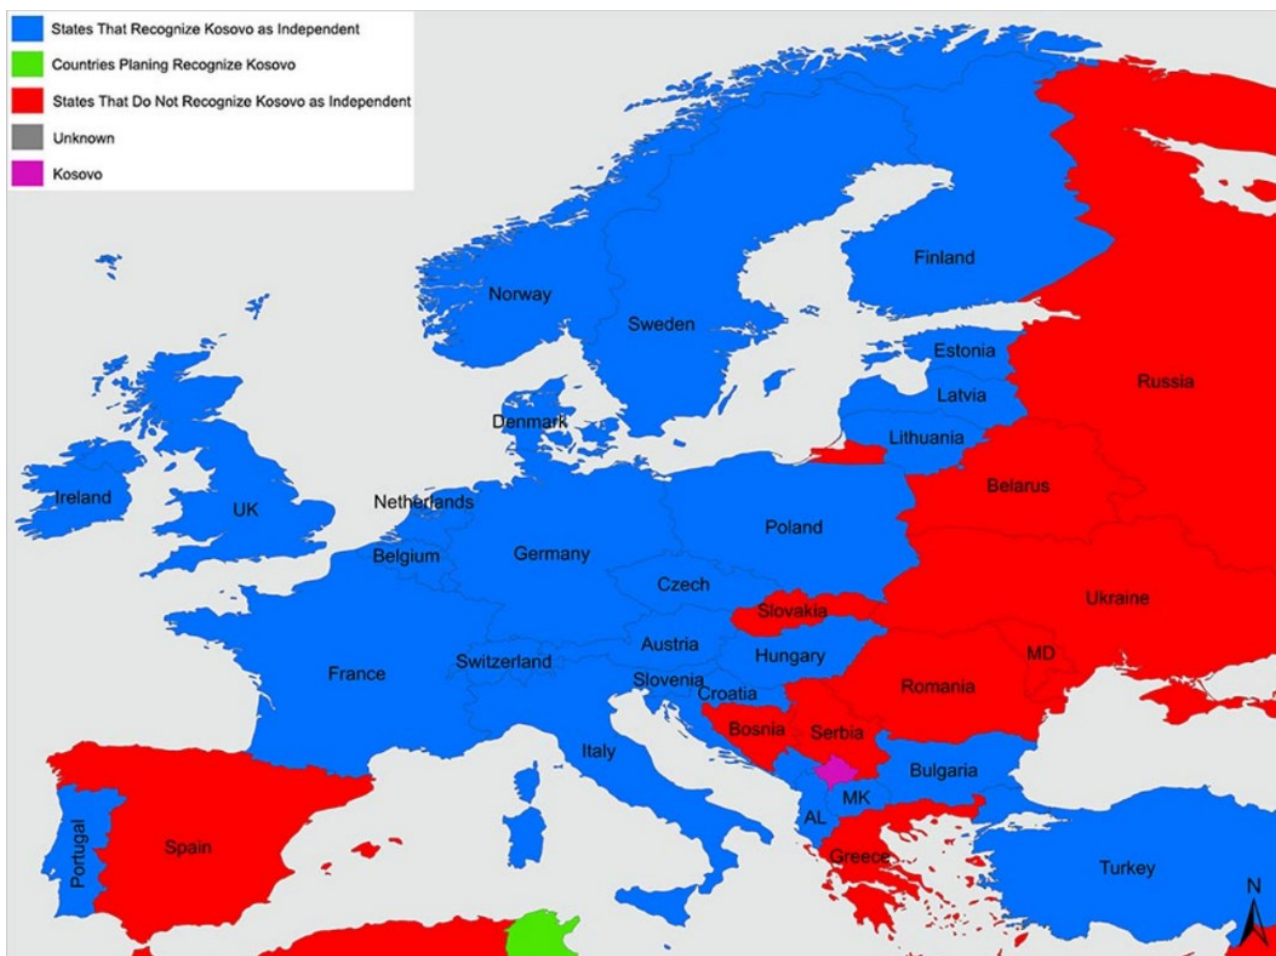 States That Recognize Kosovo as Independent
Countries Planing Recognize Kosovo
States That Do Not Recognize Kosovo as Independent
Unknown
Kosovo
Finland
Norway
Sweden
Estonia
Russia
Latvia
Denmark
Lithuania
Belarus
Ireland
Netherlands
UK
Poland
Belgium
Germany
Czech
Ukraine
Slovakia
Austria
MD
Hungary
Switzerland
France
Slovenia
Romania
Croatia
Bosnia
Serbia
Italy
Bulgaria
MK
AL
Portugal
Spain
Greece
Turkey
N